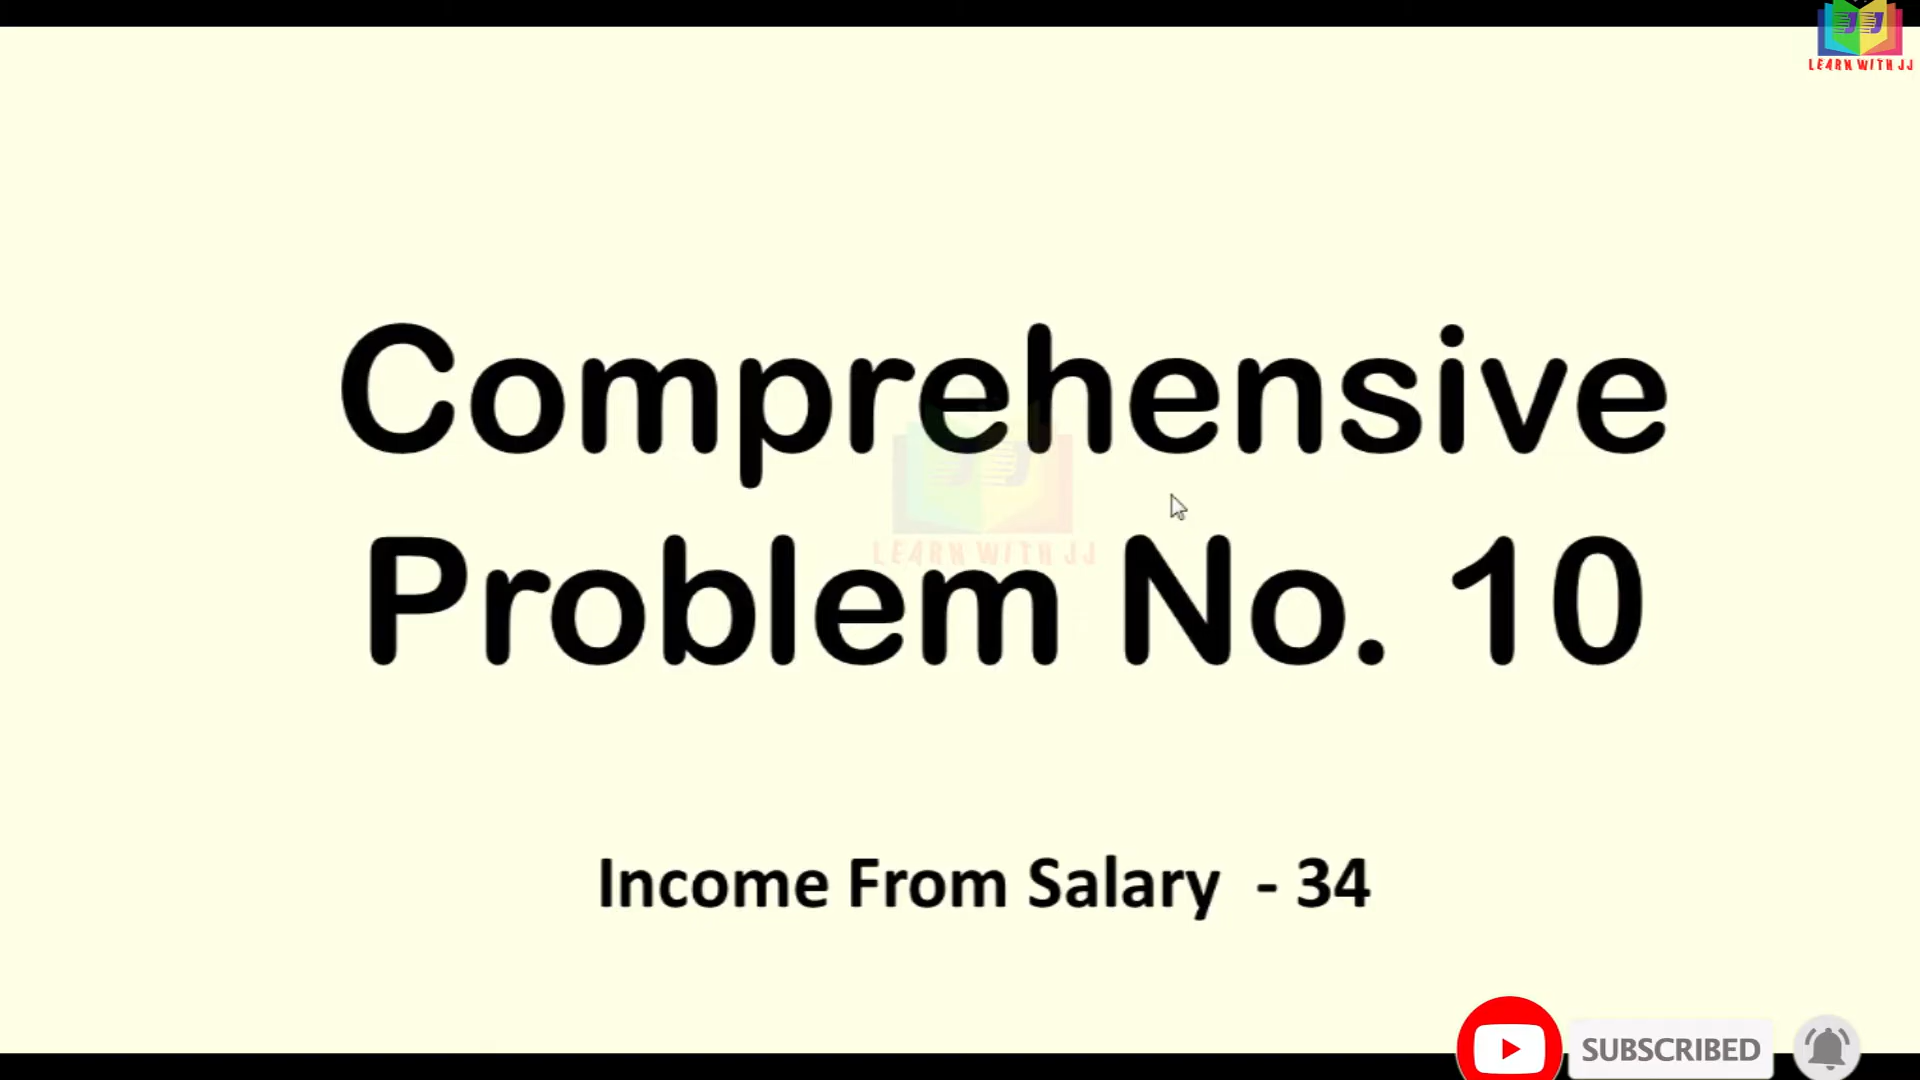 LEARN WITH JJ
Comprehensive
LEARN WITH JJ
Problem No. 10
Income From Salary - 34
SUBSCRIBED